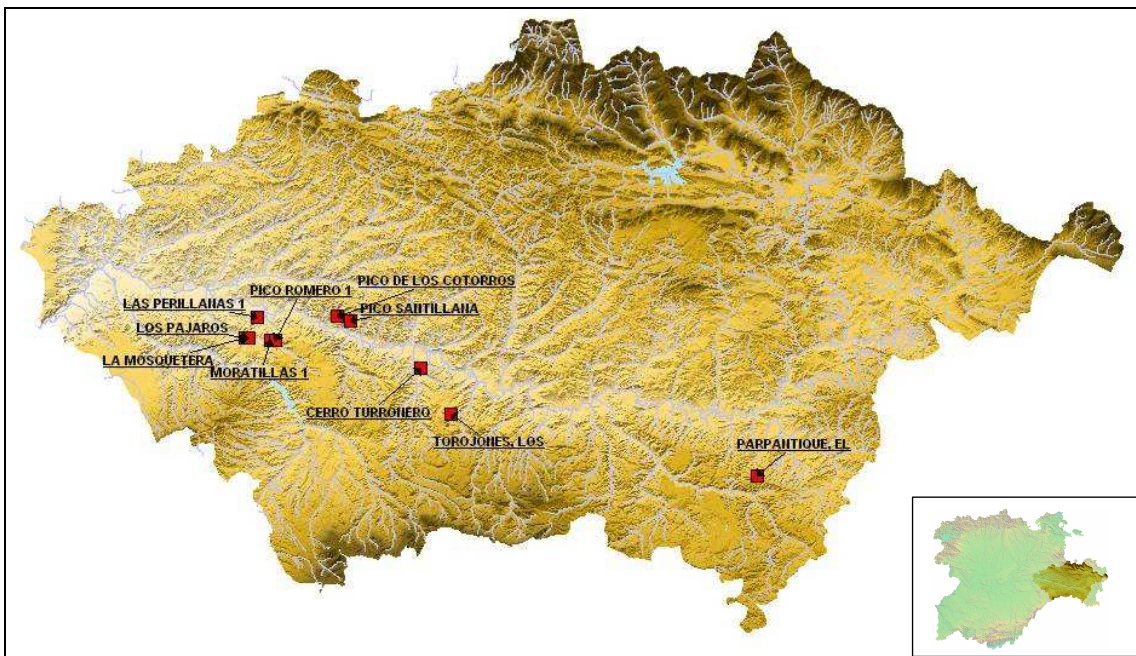 PICO DE LOS COTORROS
PICO ROMERO 1
LAS PERILLANAS 1
PICO SANTILLANA
LOS PAJAROS
LA MOSQUETERA
MORATILLAS 1
CERRO TURRONERO
TOROJONES, LOS
PARPANTIQUE, EL